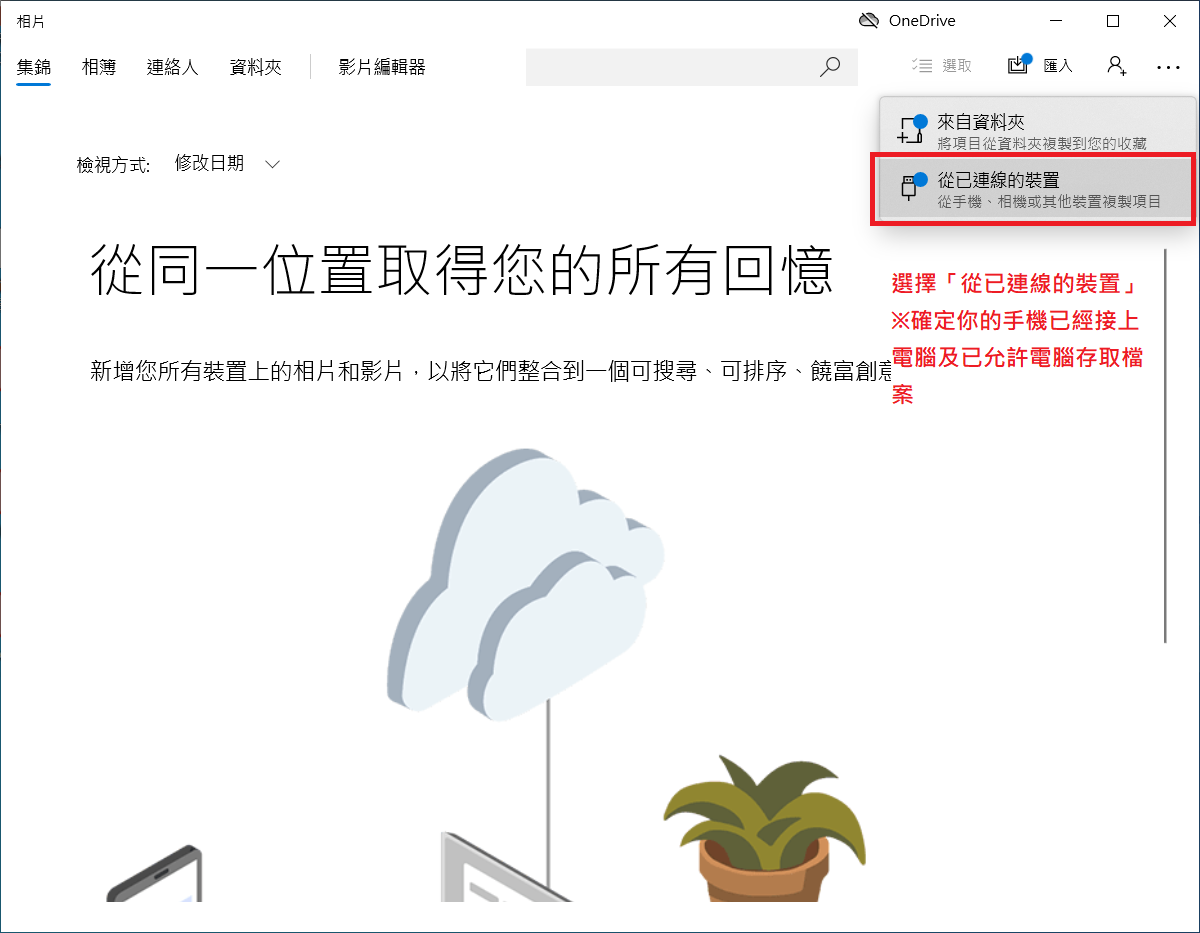 相片
OneDrive
集錦 相簿 連絡人 資料夾 影片編輯器
選取 匯入
來自資料夾
將項目從資料夾複製到您的收藏
檢視方式: 修改日期
從已連線的裝置
從手機、相機或其他裝置複製項目
從同一位置取得您的所有回憶
選擇「從已連線的裝置」
※確定你的手機已經接上
電腦及已允許電腦存取檔
案
新增您所有裝置上的相片和影片，以將它們整合到一個可搜尋、可排序、饒富創意